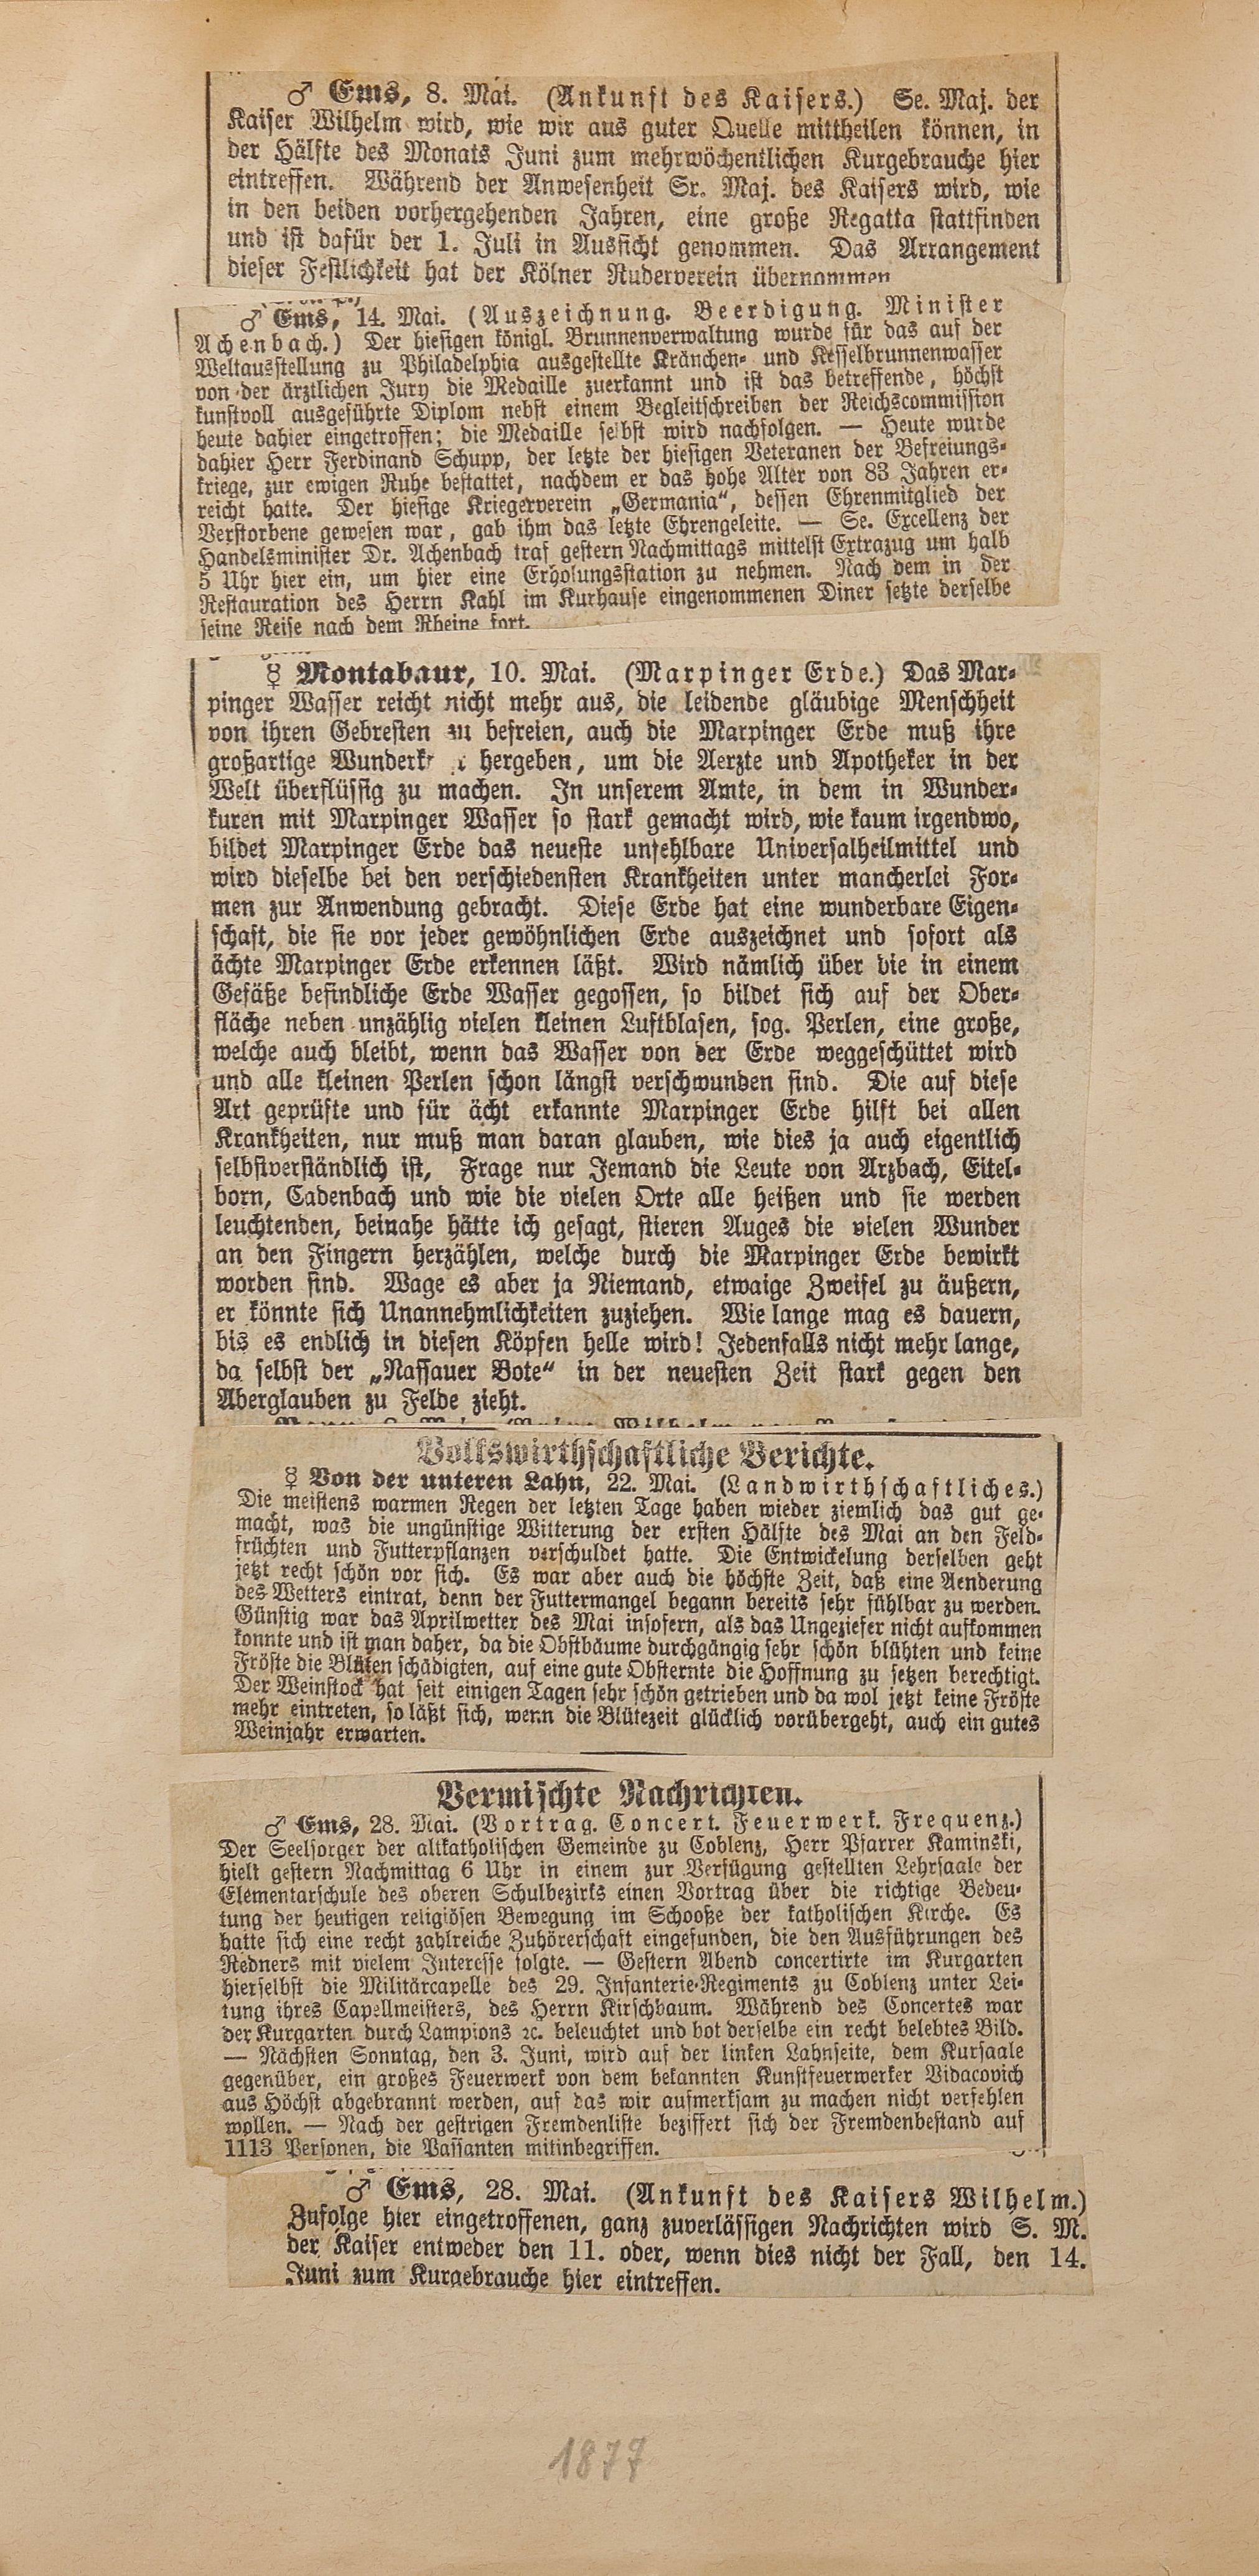 ♂ Ems, 8. Mai. (Ankunft des Kaisers.) Se. Maj. der
Kaiser Wilhelm wird, wie wir aus guter Quelle mittheilen können, in
der Hälfte des Monats Juni zum mehrwöchentlichen Kurgebrauche hier
eintreffen. Während der Anwesenheit Sr. Maj. des Kaisers wird, wie
in den beiden vorhergehenden Jahren, eine große Regatta stattfinden
und ist dafür der 1. Juli in Aussicht genommen. Das Arrangement
dieser Festlichkeit hat der Kölner Ruderverein übernommen
♂ Ems, 14. Mai. (Auszeichnung. Beerdigung. Minister
Achenbach.) Der hiesigen königl. Brunnenverwaltung wurde für das auf der
Weltausstellung zu Philadelphia ausgestellte Kränchen- und Kesselbrunnenwasser
von der ärztlichen Jury die Medaille zuerkannt und ist das betreffende, höchst
kunstvoll ausgeführte Diplom nebst einem Begleitschreiben der Reichscommission
heute dahier eingetroffen; die Medaille selbst wird nachfolgen. — Heute wurde
dahier Herr Ferdinand Schupp, der letzte der hiesigen Veteranen der Befreiungs-
kriege, zur ewigen Ruhe bestattet, nachdem er das hohe Alter von 83 Jahren er-
reicht hatte. Der hiesige Kriegerverein „Germania“, dessen Ehrenmitglied der
Verstorbene gewesen war, gab ihm das letzte Ehrengeleite. — Se. Excellenz der
Handelsminister Dr. Achenbach traf gestern Nachmittags mittelst Extrazug um halb
5 Uhr hier ein, um hier eine Erholungsstation zu nehmen. Nach dem in der
Restauration des Herrn Kahl im Kurhause eingenommenen Diner setzte derselbe
seine Reise nach dem Rheine fort.
☿ Montabaur, 10. Mai. (Marpinger Erde.) Das Mar-
pinger Wasser reicht nicht mehr aus, die leidende gläubige Menschheit
von ihren Gebresten zu befreien, auch die Marpinger Erde muß ihre
großartige hergeben, um die Aerzte und Apotheker in der
Welt überflüssig zu machen. In unserem Amte, in dem in Wunder-
kuren mit Marpinger Wasser so stark gemacht wird, wie kaum irgendwo,
bildet Marpinger Erde das neueste unfehlbare Universalheilmittel und
wird dieselbe bei den verschiedensten Krankheiten unter mancherlei For-
men zur Anwendung gebracht. Diese Erde hat eine wunderbare Eigen-
schaft, die sie vor jeder gewöhnlichen Erde auszeichnet und sofort als
ächte Marpinger Erde erkennen läßt. Wird nämlich über die in einem
Gefäße befindliche Erde Wasser gegossen, so bildet sich auf der Ober-
fläche neben unzählig vielen kleinen Luftblasen, sog. Perlen, eine große,
welche auch bleibt, wenn das Wasser von der Erde weggeschüttet wird
und alle kleinen Perlen schon längst verschwunden sind. Die auf diese
Art geprüfte und für ächt erkannte Marpinger Erde hilft bei allen
Krankheiten, nur muß man daran glauben, wie dies ja auch eigentlich
selbstverständlich ist, Frage nur Jemand die Leute von Arzbach, Eitel-
born, Cadenbach und wie die vielen Orte alle heißen und sie werden
leuchtenden, beinahe hätte ich gesagt, stieren Auges die vielen Wunder
an den Fingern herzählen, welche durch die Marpinger Erde bewirkt
worden sind. Wage es aber ja Niemand, etwaige Zweifel zu äußern,
er könnte sich Unannehmlichkeiten zuziehen. Wie lange mag es dauern,
bis es endlich in diesen Köpfen helle wird! Jedenfalls nicht mehr lange,
da selbst der „Nassauer Bote“ in der neuesten Zeit stark gegen den
Aberglauben zu Felde zieht.
Volkswirthschaftliche Berichte.
☿ Von der unteren Lahn, 22. Mai. (Landwirthschaftliches.)
Die meistens warmen Regen der letzten Tage haben wieder ziemlich das gut ge-
macht, was die ungünstige Witterung der ersten Hälfte des Mai an den Feld-
früchten und Futterpflanzen verschuldet hatte. Die Entwickelung derselben geht
jetzt recht schön vor sich. Es war aber auch die höchste Zeit, daß eine Aenderung
des Wetters eintrat, denn der Futtermangel begann bereits sehr fühlbar zu werden.
Günstig war das Aprilwetter des Mai insofern, als das Ungeziefer nicht aufkommen
konnte und ist man daher, da die Obstbäume durchgängig sehr schön blühten und keine
Fröste die Blüten schädigten, auf eine gute Obsternte die Hoffnung zu setzen berechtigt.
Der Weinstock hat seit einigen Tagen sehr schön getrieben und da wol jetzt keine Fröste
mehr eintreten, so läßt sich, wenn die Blütezeit glücklich vorübergeht, auch ein gutes
Weinjahr erwarten.
Vermischte Nachrichten.
♂ Ems, 28. Mai. (Vortrag. Concert. Feuerwerk. Frequenz.)
Der Seelsorger der altkatholischen Gemeinde zu Coblenz, Herr Pfarrer Kaminski,
hielt gestern Nachmittag 6 Uhr in einem zur Verfügung gestellten Lehrsaale der
Elementarschule des oberen Schulbezirks einen Vortrag über die richtige Bedeu-
tung der heutigen religiösen Bewegung im Schooße der katholischen Kirche. Es
hatte sich eine recht zahlreiche Zuhörerschaft eingefunden, die den Ausführungen des
Redners mit vielem Interesse folgte. — Gestern Abend concertirte im Kurgarten
hierselbst die Militärcapelle des 29. Infanterie-Regiments zu Coblenz unter Lei-
tung ihres Capellmeisters, des Herrn Kirschbaum. Während des Concertes war
der Kurgarten durch Lampions ꝛc. beleuchtet und bot derselbe ein recht belebtes Bild.
— Nächsten Sonntag, den 3. Juni, wird auf der linken Lahnseite, dem Kursaale
gegenüber, ein großes Feuerwerk von dem bekannten Kunstfeuerwerker Vidacovich
aus Höchst abgebrannt werden, auf das wir aufmerksam zu machen nicht verfehlen
wollen. — Nach der gestrigen Fremdenliste beziffert sich der Fremdenbestand auf
1113 Personen, die Passanten mitinbegriffen.
♂ Ems, 28. Mai. (Ankunft des Kaisers Wilhelm.)
Zufolge hier eingetroffenen, ganz zuverlässigen Nachrichten wird S. M.
der Kaiser entweder den 11. oder, wenn dies nicht der Fall, den 14.
Juni zum Kurgebrauche hier eintreffen.
1877